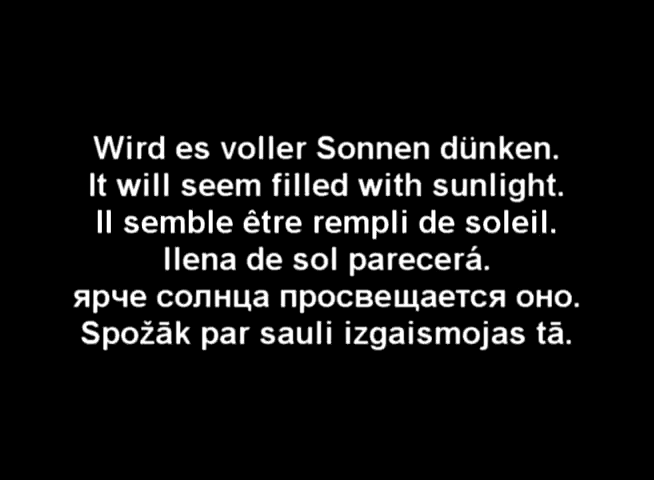 Wird es voller Sonnen dünken.
It will seem filled with sunlight.
Il semble être rempli de soleil.
llena de sol parecerá.
ярче солнца просвещается оно.
Spožāk par sauli izgaismojas tā.